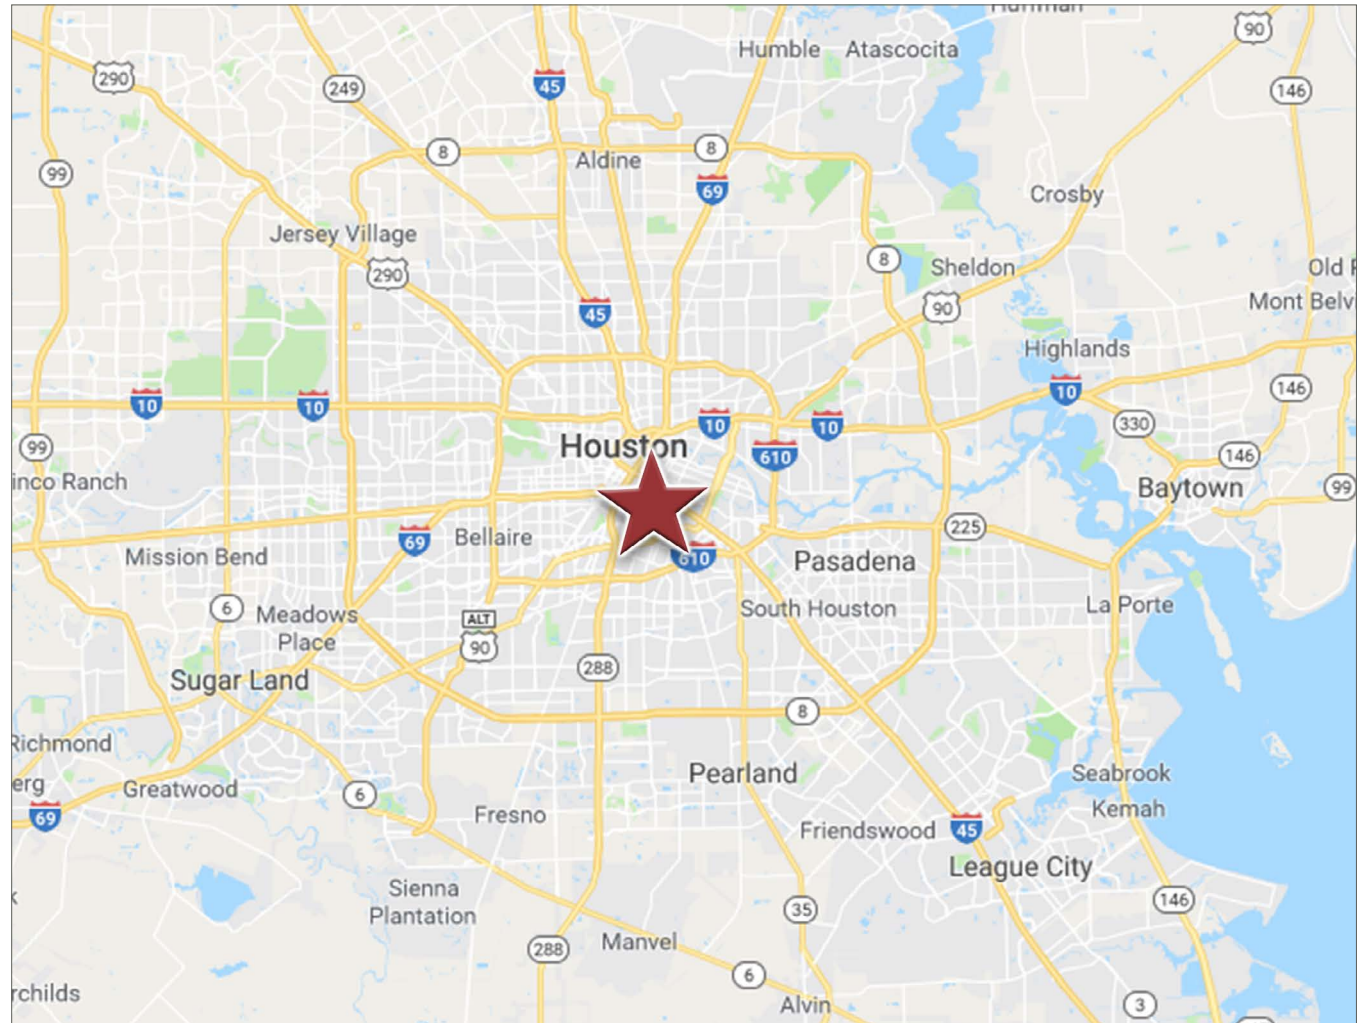 Huffman
Humble
Atascocita
90
290
249
45
146
8
Aldine
8
99
69
Crosby
Jersey Village
8
Sheldon
Old
290
90
Mont Belv
45
Highlands
10
10
10
10
10
146
330
Houston
610
99
146
inco Ranch
Baytown
99
69
Bellaire
225
Mission Bend
610
Pasadena
6
Meadows
Place
ALT
90
South Houston
La Porte
288
Sugar Land
8
Richmond
Pearland
Seabrook
erg
Greatwood
6
Kemah
69
Fresno
Friendswood
45
League City
Sienna
Plantation
35
146
288
Manvel
6
rchilds
Alvin
3